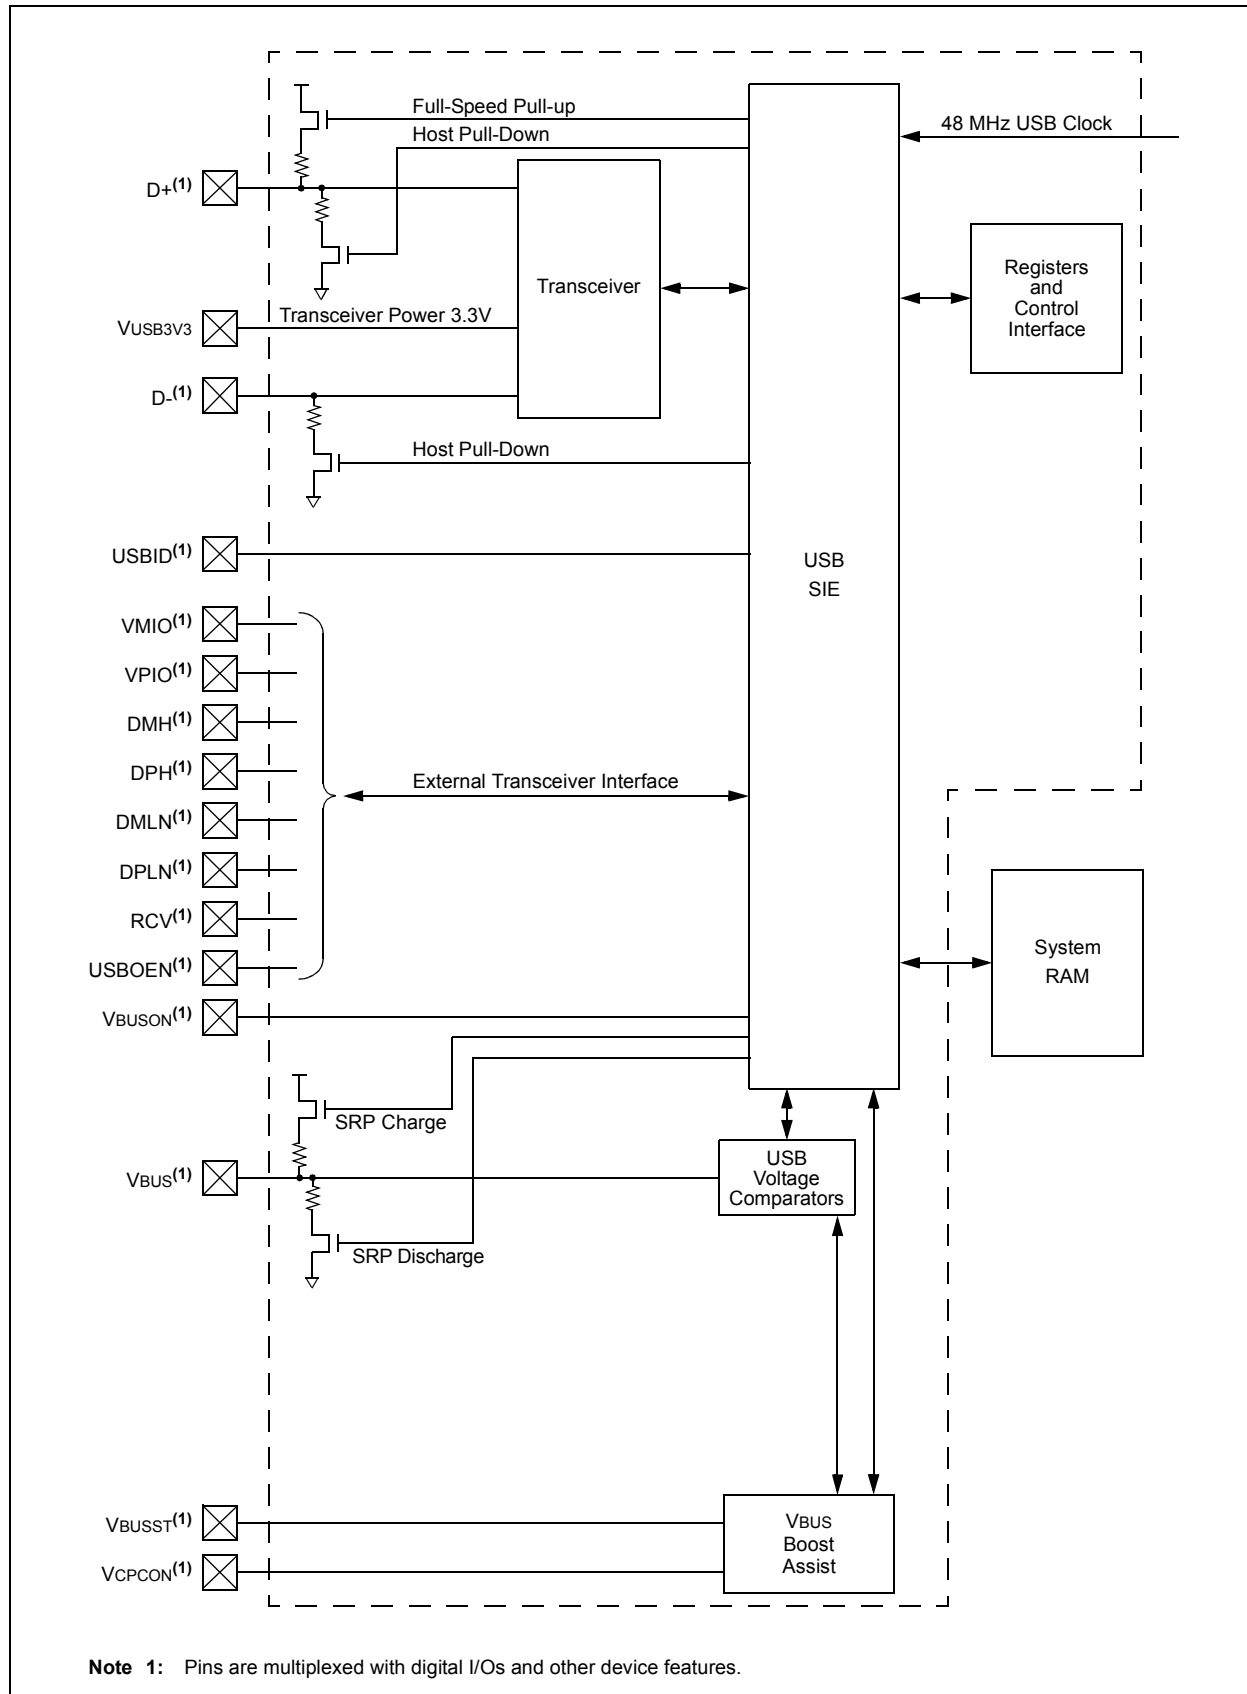 Full-Speed Pull-up
Host Pull-Down
48 MHz USB Clock
D+(1)
Transceiver
Registers
and
Control
Interface
VUSB3V3
Transceiver Power 3.3V
D-(1)
Host Pull-Down
USBID(1)
USB
SIE
VMIO(1)
VPIO(1)
DMH(1)
DPH(1)
External Transceiver Interface
DMLN(1)
DPLN(1)
RCV(1)
USBOEN(1)
System
RAM
VBUSON(1)
SRP Charge
VBUS(1)
USB
Voltage
Comparators
SRP Discharge
VBUSST(1)
VCPCON(1)
VBUS
Boost
Assist
Note 1: Pins are multiplexed with digital I/Os and other device features.